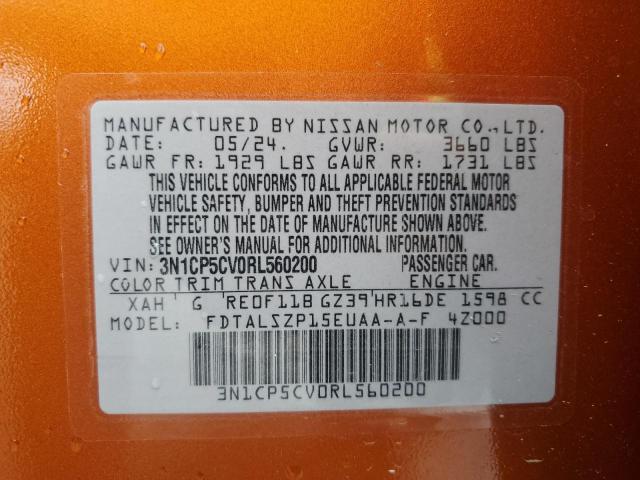 MANUFACTURED BY NISSAN MOTOR CO., LTD.
DATE: 05/24. GVWR: 3660 LBS
GAWR FR: 1929 LBS GAWR RR: 1731 LBS
THIS VEHICLE CONFORMS TO ALL APPLICABLE FEDERAL MOTOR
VEHICLE SAFETY, BUMPER AND THEFT PREVENTION STANDARDS
IN EFFECT ON THE DATE OF MANUFACTURE SHOWN ABOVE.
SEE OWNER'S MANUAL FOR ADDITIONAL INFORMATION.
VIN: 3N1CP5CV0RL560200 PASSENGER CAR.
COLOR TRIM TRANS AXLE ENGINE
XAH G RE0F11B GZ39 HR16DE 1598 CC
MODEL: FDTALSZP15EUAA-A-F 4Z000
3N1CP5CV0RL560200